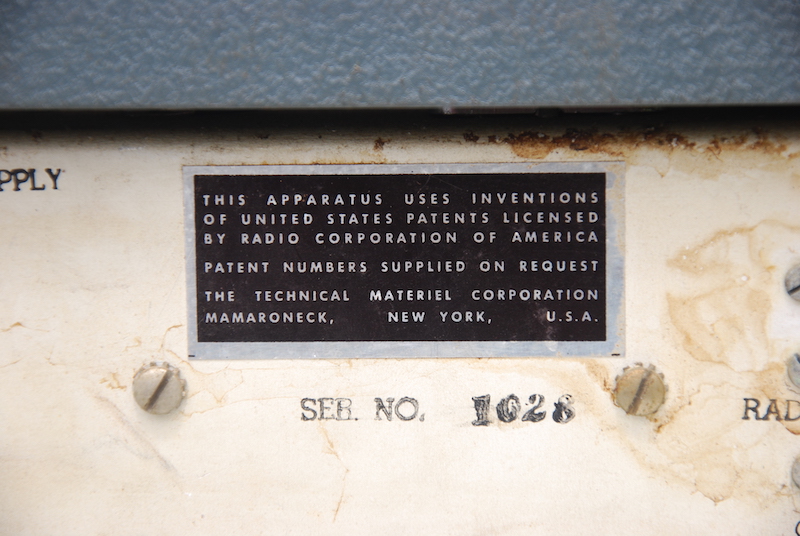 PPLY
THIS APPARATUS USES INVENTIONS
OF UNITED STATES PATENTS LICENSED
BY RADIO CORPORATION OF AMERICA
PATENT NUMBERS SUPPLIED ON REQUEST
THE TECHNICAL MATERIEL CORPORATION
MAMARONECK, NEW YORK, U.S.A.
SER. NO. 1028
RAD